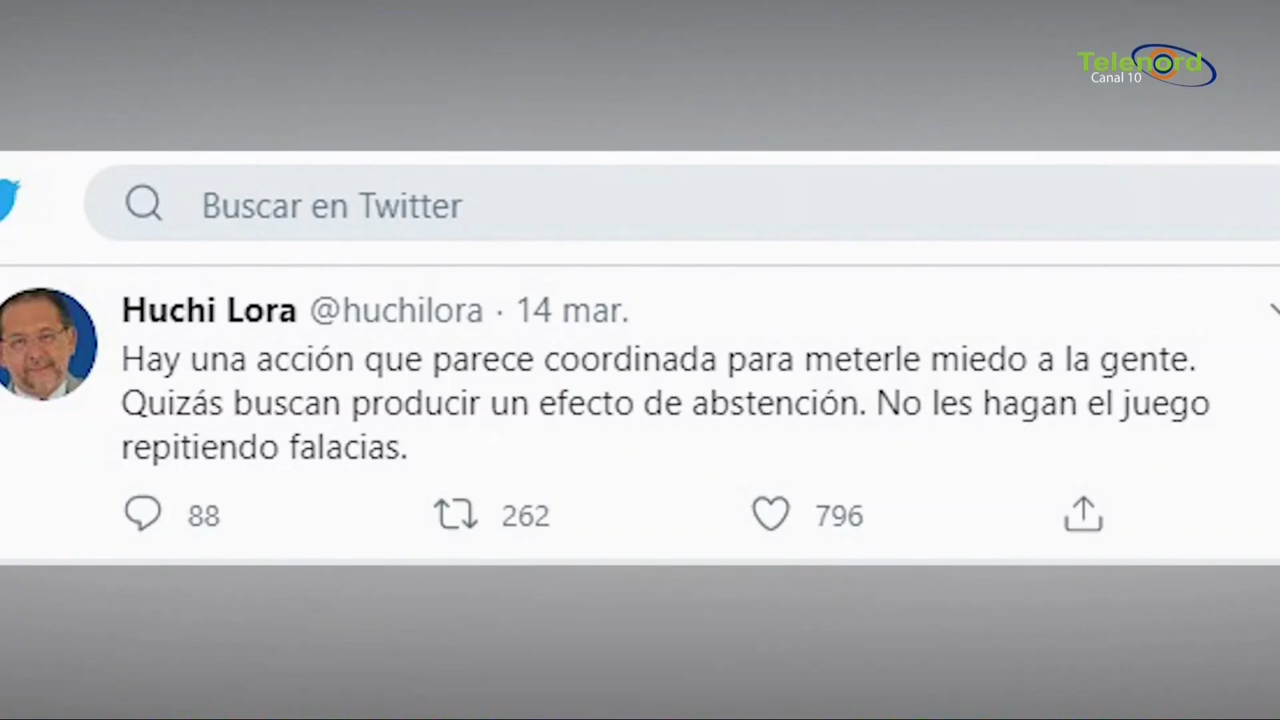 Telenord
Canal 10
Buscar en Twitter
Huchi Lora @huchilora · 14 mar.
Hay una acción que parece coordinada para meterle miedo a la gente.
Quizás buscan producir un efecto de abstención. No les hagan el juego
repitiendo falacias.
88 262 796